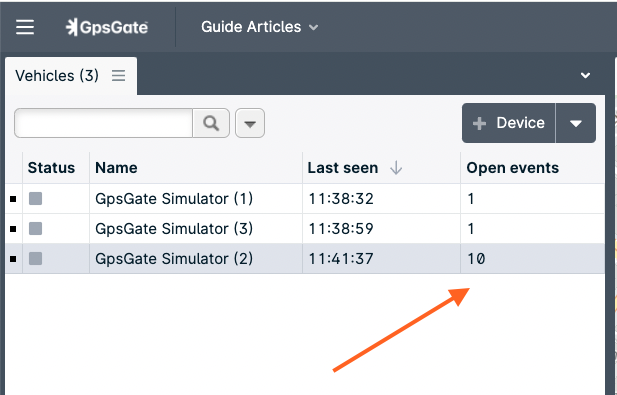 GpsGate Guide Articles
Vehicles (3)
Device
Status Name Last seen Open events
GpsGate Simulator (1) 11:38:32 1
GpsGate Simulator (3) 11:38:59 1
GpsGate Simulator (2) 11:41:37 10